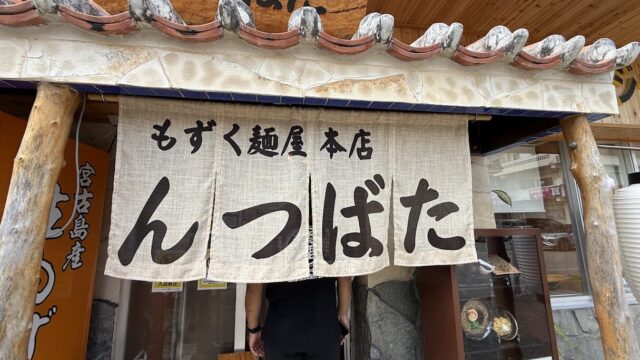 もずく麺屋 本店
んつばた
宮古島産